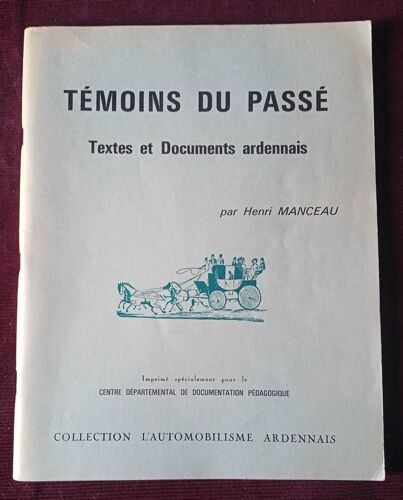 TÉMOINS DU PASSÉ
Textes et Documents ardennais
par Henri MANCEAU
Imprimé spécialement pour le
CENTRE DÉPARTEMENTAL DE DOCUMENTATION PÉDAGOGIQUE
COLLECTION L'AUTOMOBILISME ARDENNAIS